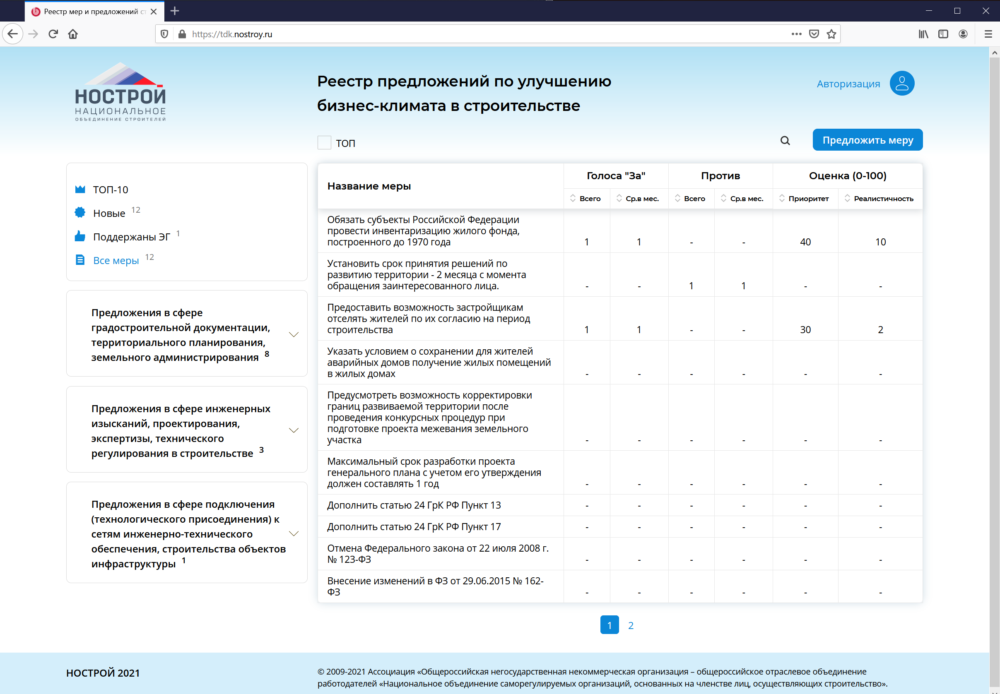 Реестр мер и предложений ст
https://tdk.nostroy.ru
НОСТРОЙ
НАЦИОНАЛЬНОЕ
ОБЪЕДИНЕНИЕ СТРОИТЕЛЕЙ
Реестр предложений по улучшению
бизнес-климата в строительстве
Авторизация
ТОП
Предложить меру
ТОП-10
Новые 12
Поддержаны ЭГ 1
Все меры 12
Предложения в сфере
градостроительной документации,
территориального планирования,
земельного администрирования 8
Предложения в сфере инженерных
изысканий, проектирования,
экспертизы, технического
регулирования в строительстве 3
Предложения в сфере подключения
(технологического присоединения) к
сетям инженерно-технического
обеспечения, строительства объектов
инфраструктуры 1
Название меры
Голоса "За" Против Оценка (0-100)
Всего Ср.в мес. Всего Ср.в мес. Приоритет Реалистичность
Обязать субъекты Российской Федерации
провести инвентаризацию жилого фонда,
построенного до 1970 года 1 1 - - 40 10
Установить срок принятия решений по
развитию территории - 2 месяца с момента
обращения заинтересованного лица. - - 1 1 - -
Предоставить возможность застройщикам
отселять жителей по их согласию на период
строительства 1 1 - - 30 2
Указать условием о сохранении для жителей
аварийных домов получение жилых помещений
в жилых домах - - - - - -
Предусмотреть возможность корректировки
границ развиваемой территории после
проведения конкурсных процедур при
подготовке проекта межевания земельного
участка - - - - - -
Максимальный срок разработки проекта
генерального плана с учетом его утверждения
должен составлять 1 год - - - - - -
Дополнить статью 24 ГрК РФ Пункт 13 - - - - - -
Дополнить статью 24 ГрК РФ Пункт 17 - - - - - -
Отмена Федерального закона от 22 июля 2008 г.
№ 123-ФЗ - - - - - -
Внесение изменений в ФЗ от 29.06.2015 № 162-
ФЗ - - - - - -
1 2
НОСТРОЙ 2021
© 2009-2021 Ассоциация «Общероссийская негосударственная некоммерческая организация – общероссийское отраслевое объединение
работодателей «Национальное объединение саморегулируемых организаций, основанных на членстве лиц, осуществляющих строительство».